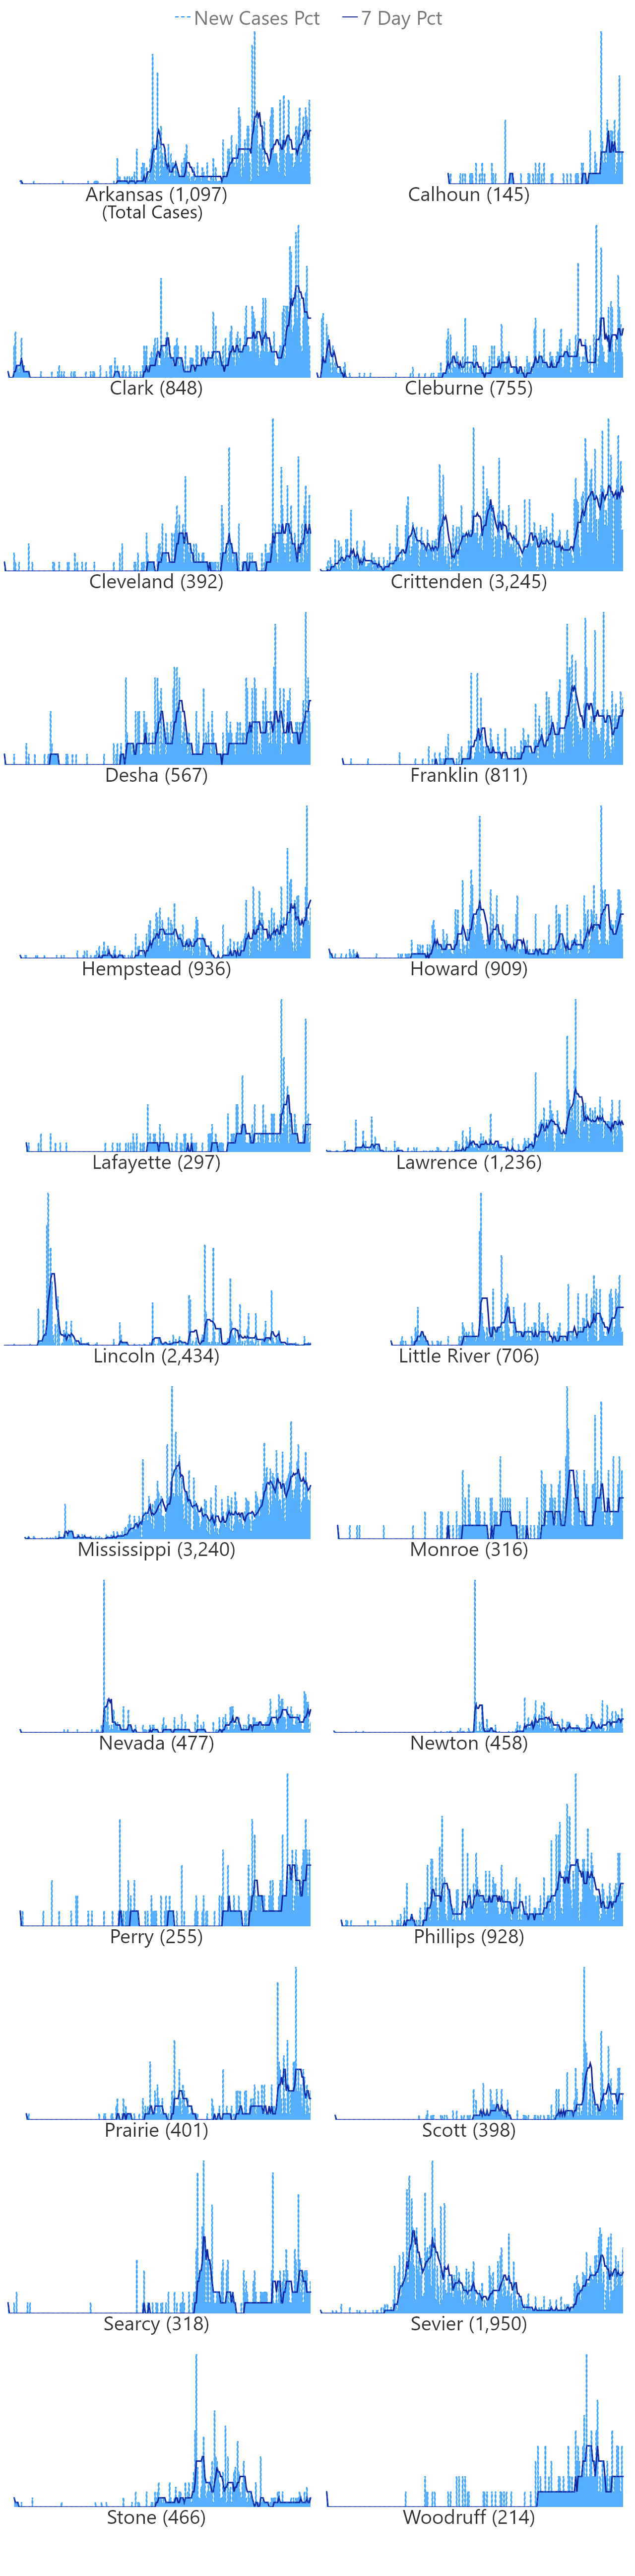 New Cases Pct 7 Day Pct
Arkansas (1,097) Calhoun (145)
(Total Cases)
Clark (848) Cleburne (755)
Cleveland (392) Crittenden (3,245)
Desha (567) Franklin (811)
Hempstead (936) Howard (909)
Lafayette (297) Lawrence (1,236)
Lincoln (2,434) Little River (706)
Mississippi (3,240) Monroe (316)
Nevada (477) Newton (458)
Perry (255) Phillips (928)
Prairie (401) Scott (398)
Searcy (318) Sevier (1,950)
Stone (466) Woodruff (214)